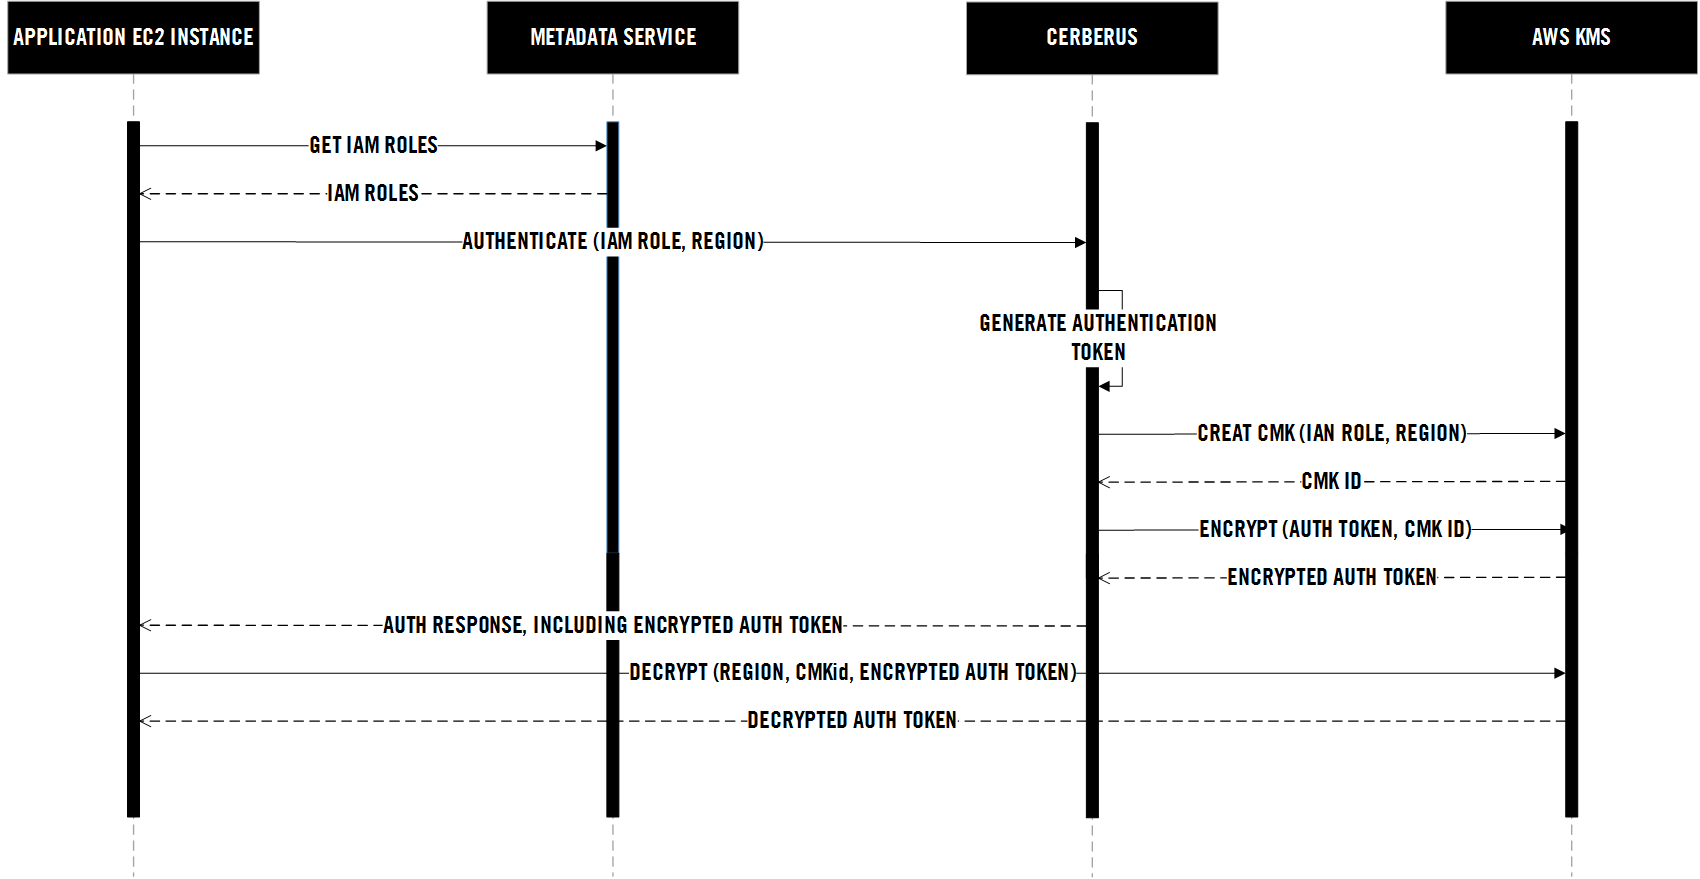 APPLICATION EC2 INSTANCE
METADATA SERVICE
CERBERUS
AWS KMS
GET IAM ROLES
IAM ROLES
AUTHENTICATE (IAM ROLE, REGION)
GENERATE AUTHENTICATION
TOKEN
CREAT CMK (IAN ROLE, REGION)
CMK ID
ENCRYPT (AUTH TOKEN, CMK ID)
ENCRYPTED AUTH TOKEN
AUTH RESPONSE, INCLUDING ENCRYPTED AUTH TOKEN
DECRYPT (REGION, CMKid, ENCRYPTED AUTH TOKEN)
DECRYPTED AUTH TOKEN